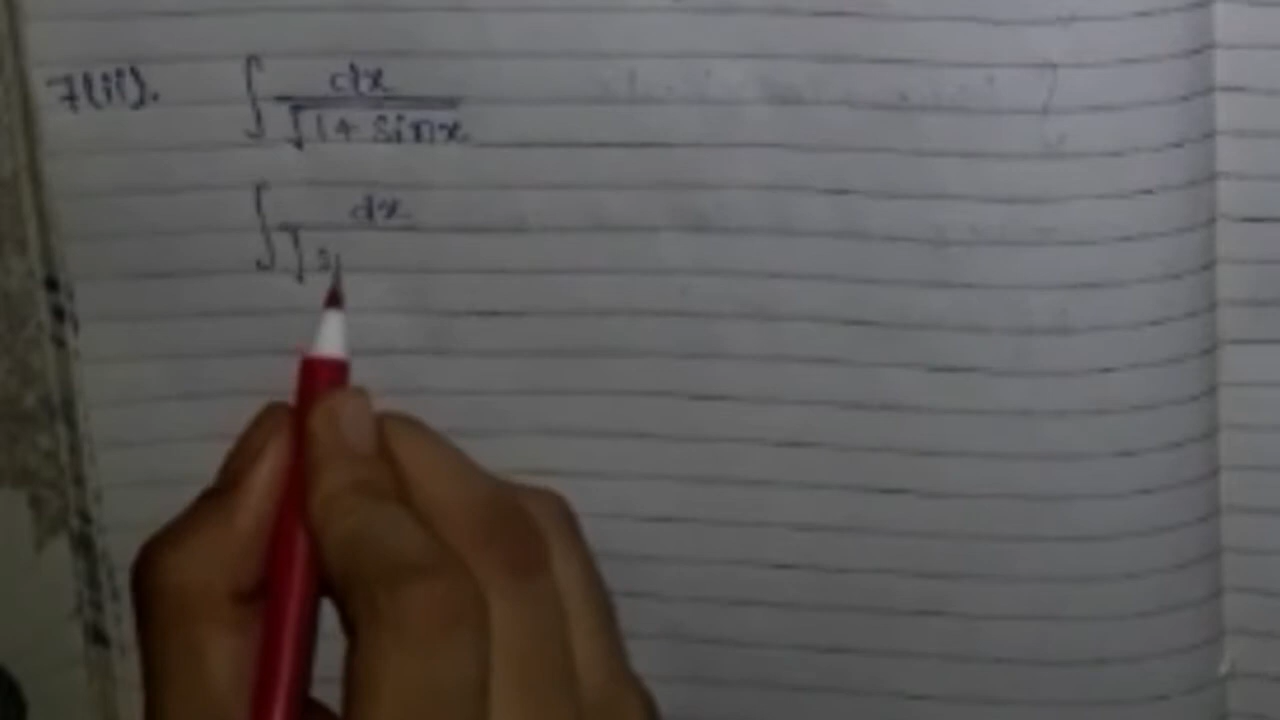 7(ii). ∫ dx / √1 + sinx
∫ dx / √s